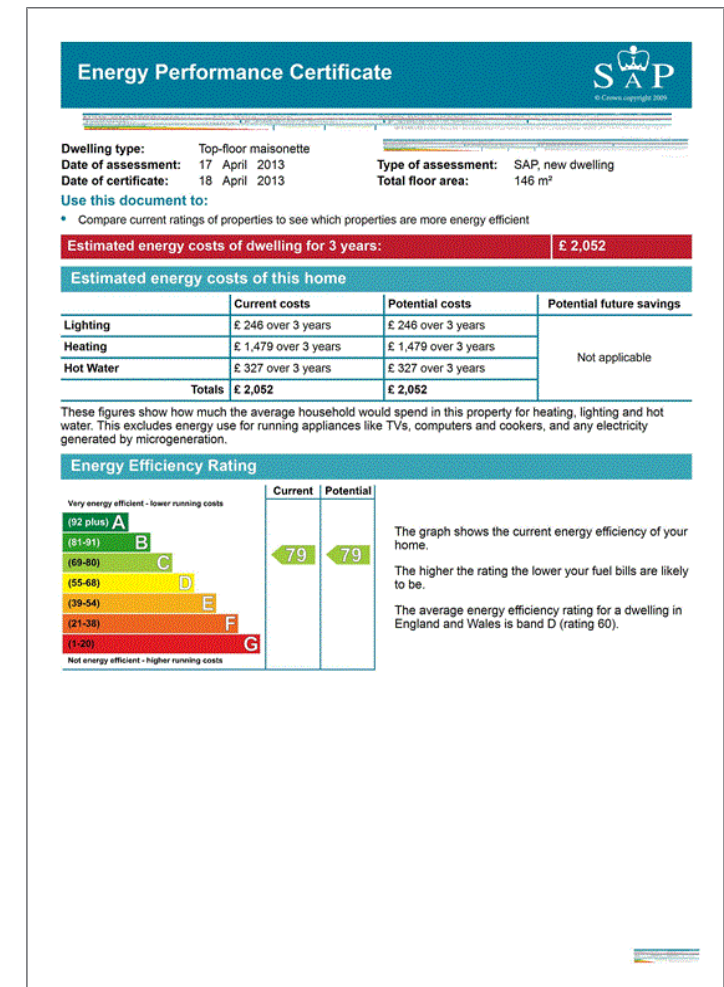 Energy Performance Certificate
SAP
© Crown copyright 2009
Dwelling type: Top-floor maisonette
Date of assessment: 17 April 2013 Type of assessment: SAP, new dwelling
Date of certificate: 18 April 2013 Total floor area: 146 m²
Use this document to:
• Compare current ratings of properties to see which properties are more energy efficient
Estimated energy costs of dwelling for 3 years: £ 2,052
Estimated energy costs of this home
Current costs Potential costs Potential future savings
Lighting £ 246 over 3 years £ 246 over 3 years
Heating £ 1,479 over 3 years £ 1,479 over 3 years
Not applicable
Hot Water £ 327 over 3 years £ 327 over 3 years
Totals £ 2,052 £ 2,052
These figures show how much the average household would spend in this property for heating, lighting and hot
water. This excludes energy use for running appliances like TVs, computers and cookers, and any electricity
generated by microgeneration.
Energy Efficiency Rating
Current Potential
Very energy efficient - lower running costs
(92 plus) A
(81-91) B
(69-80) C
(55-68) D
(39-54) E
(21-38) F
(1-20) G
Not energy efficient - higher running costs
79 79
The graph shows the current energy efficiency of your
home.
The higher the rating the lower your fuel bills are likely
to be.
The average energy efficiency rating for a dwelling in
England and Wales is band D (rating 60).